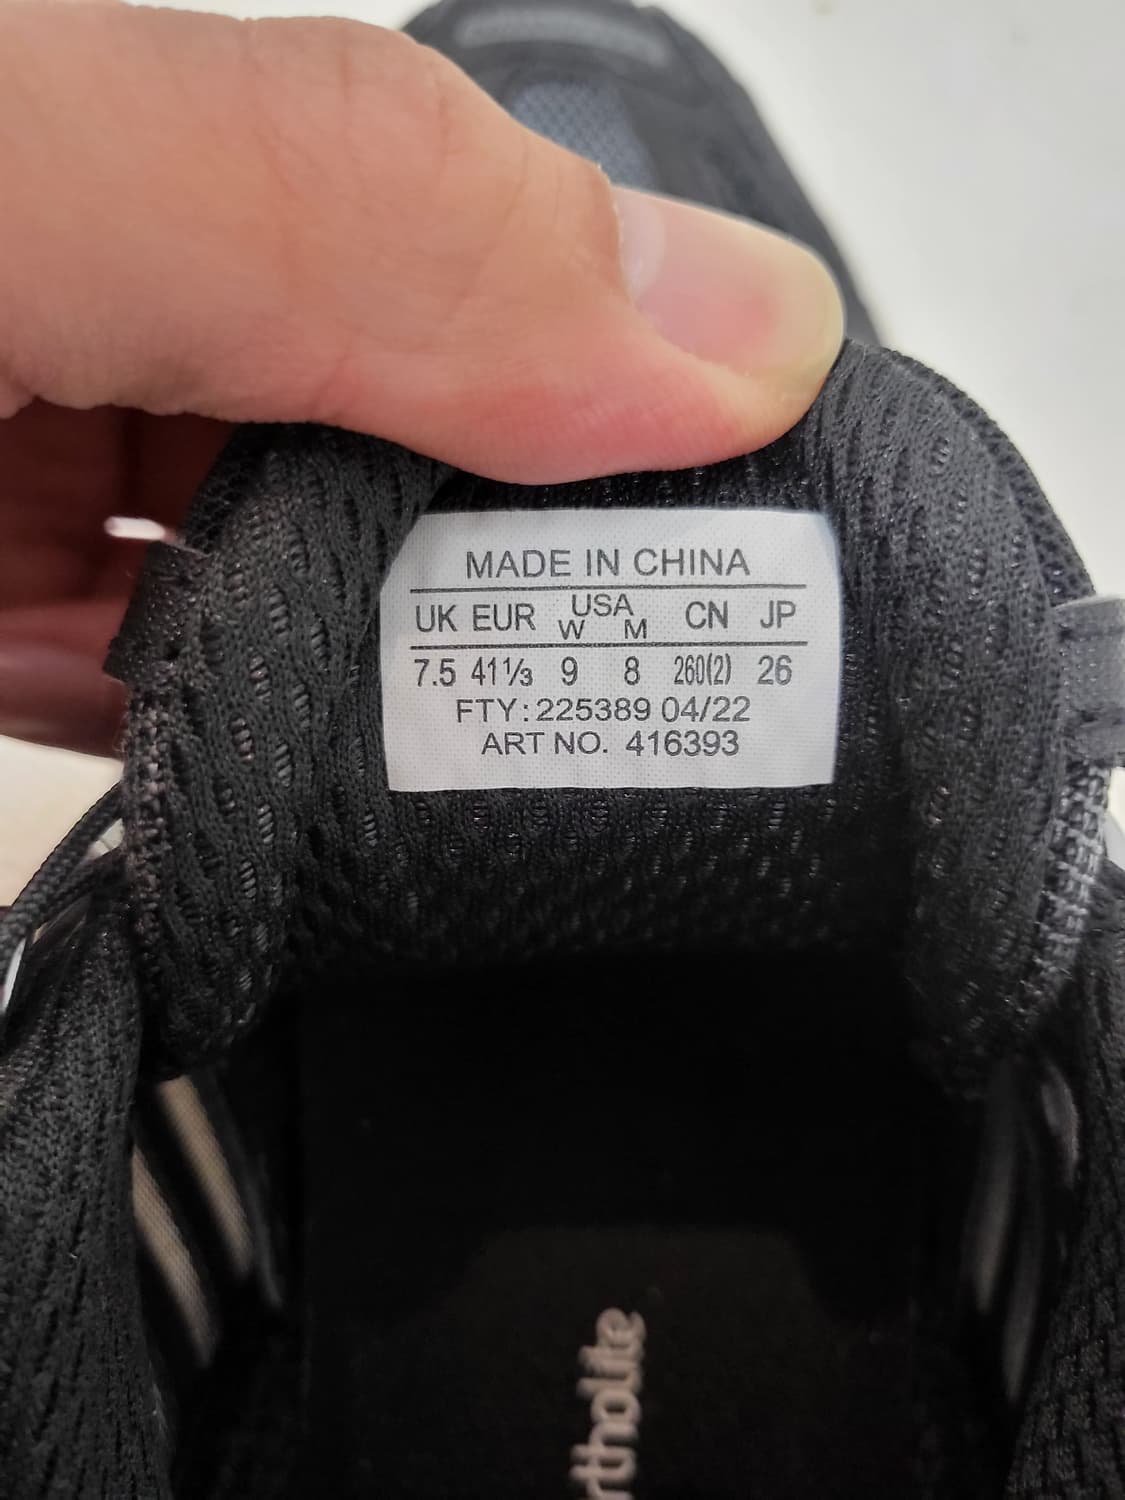 MADE IN CHINA
UK EUR USA CN JP
W M
7.5 41⅓ 9 8 260(2) 26
FTY: 225389 04/22
ART NO. 416393
rtholite